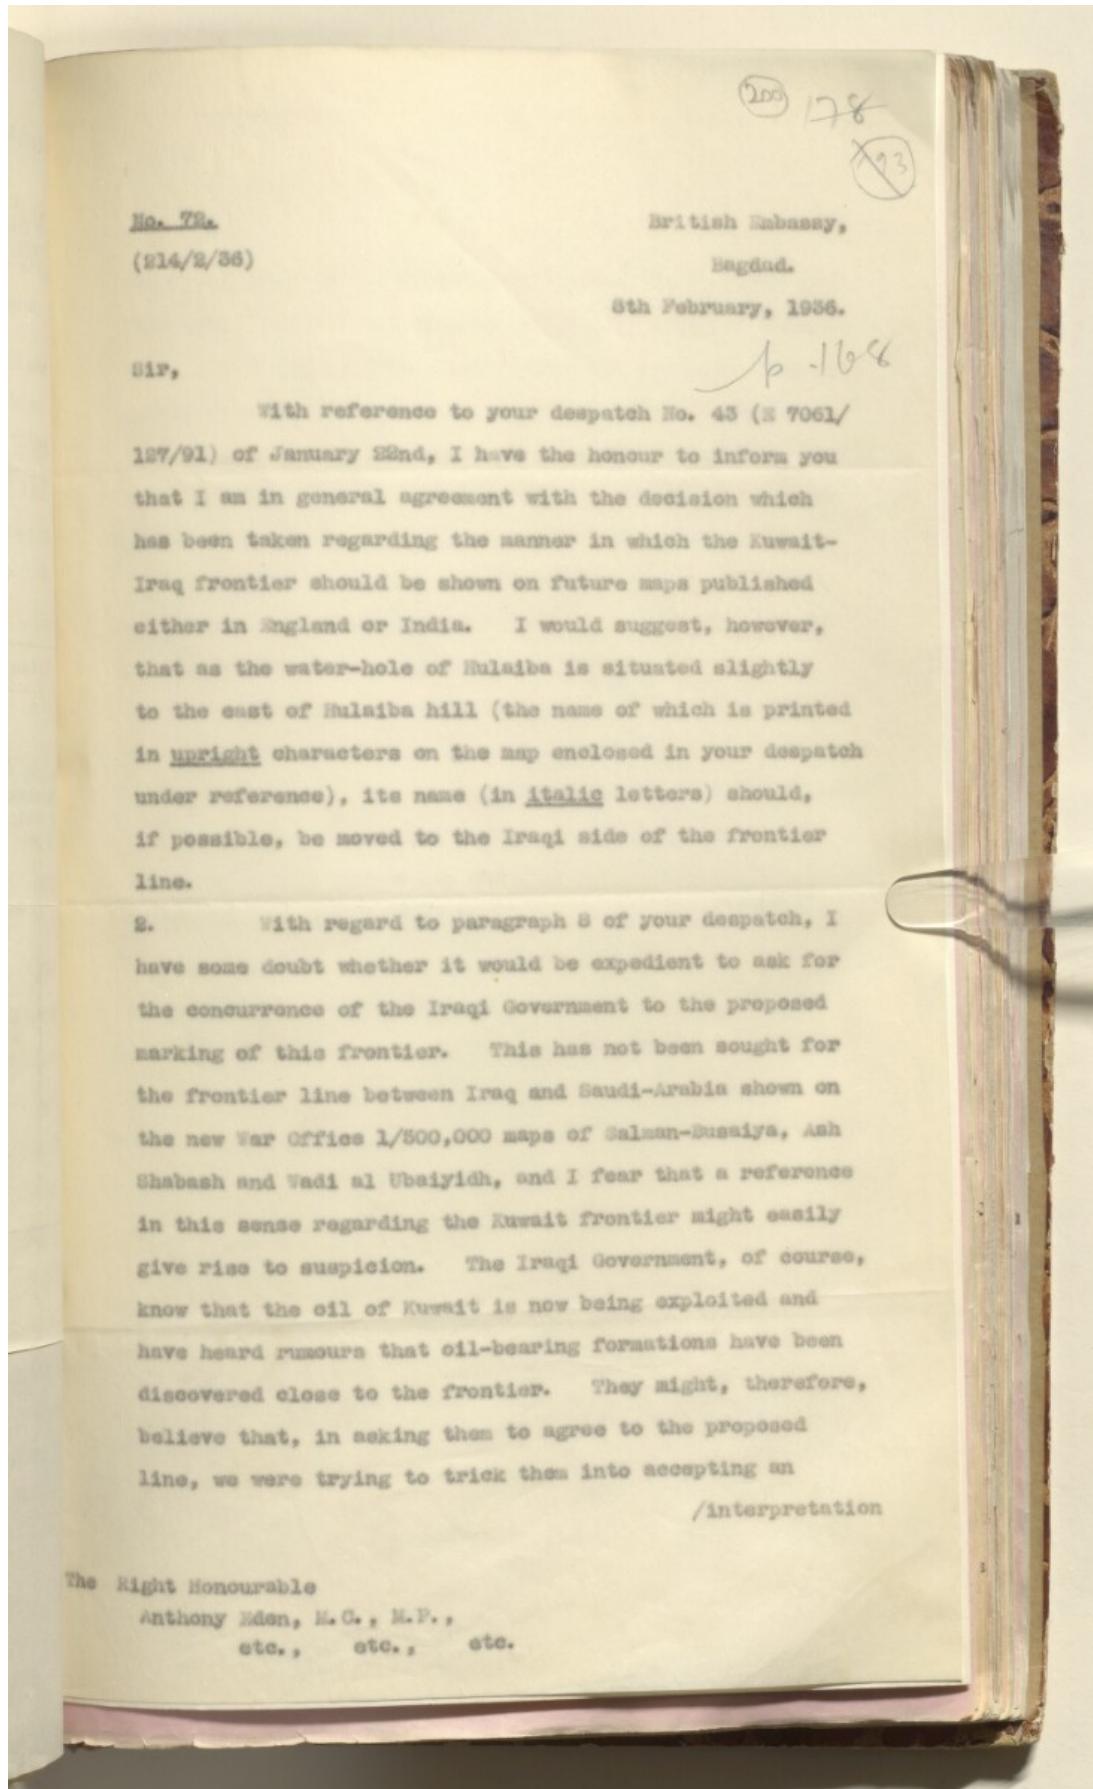 200
178
193
No. 72.
British Embassy,
(214/2/36)
Bagdad.
8th February, 1936.
p. 168
Sir,
With reference to your despatch No. 43 (E 7061/
127/91) of January 22nd, I have the honour to inform you
that I am in general agreement with the decision which
has been taken regarding the manner in which the Kuwait-
Iraq frontier should be shown on future maps published
either in England or India. I would suggest, however,
that as the water-hole of Hulaiba is situated slightly
to the east of Hulaiba hill (the name of which is printed
in upright characters on the map enclosed in your despatch
under reference), its name (in italic letters) should,
if possible, be moved to the Iraqi side of the frontier
line.
2. With regard to paragraph 8 of your despatch, I
have some doubt whether it would be expedient to ask for
the concurrence of the Iraqi Government to the proposed
marking of this frontier. This has not been sought for
the frontier line between Iraq and Saudi-Arabia shown on
the new War Office 1/500,000 maps of Salman-Busaiya, Ash
Shabash and Wadi al Ubaiyidh, and I fear that a reference
in this sense regarding the Kuwait frontier might easily
give rise to suspicion. The Iraqi Government, of course,
know that the oil of Kuwait is now being exploited and
have heard rumours that oil-bearing formations have been
discovered close to the frontier. They might, therefore,
believe that, in asking them to agree to the proposed
line, we were trying to trick them into accepting an
/interpretation
The Right Honourable
Anthony Eden, M.C., M.P.,
etc., etc., etc.